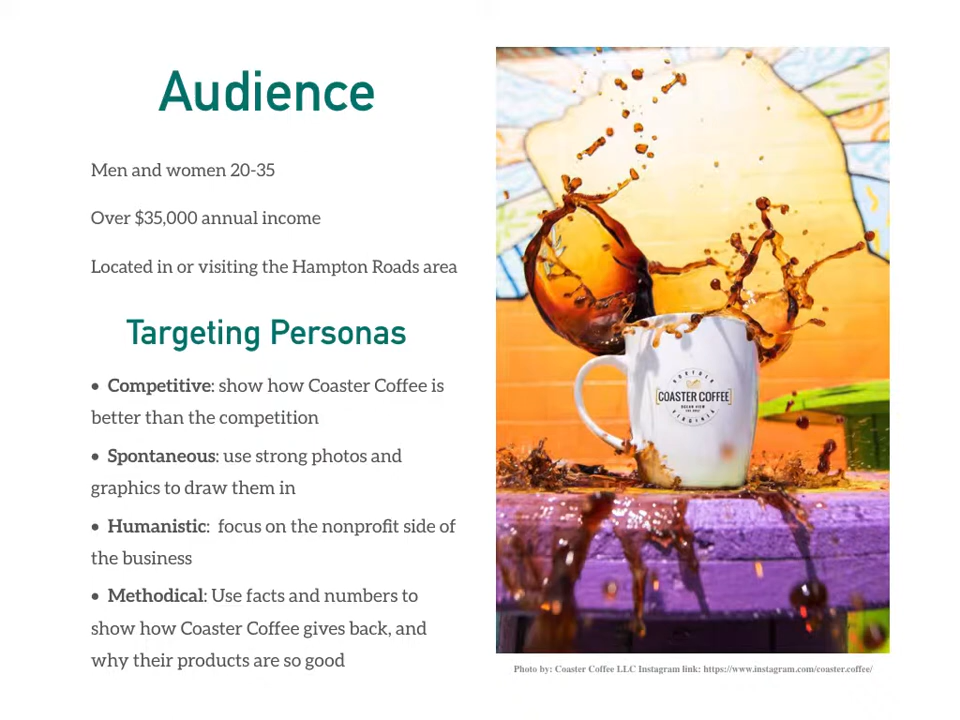 Audience
Men and women 20-35
Over $35,000 annual income
Located in or visiting the Hampton Roads area
Targeting Personas
• Competitive: show how Coaster Coffee is
better than the competition
• Spontaneous: use strong photos and
graphics to draw them in
• Humanistic:  focus on the nonprofit side of
the business
• Methodical: Use facts and numbers to
show how Coaster Coffee gives back, and
why their products are so good
NORFOLK
[COASTER COFFEE]
OCEAN VIEW
VIRGINIA
Photo by: Coaster Coffee LLC Instagram link: https://www.instagram.com/coaster.coffee/